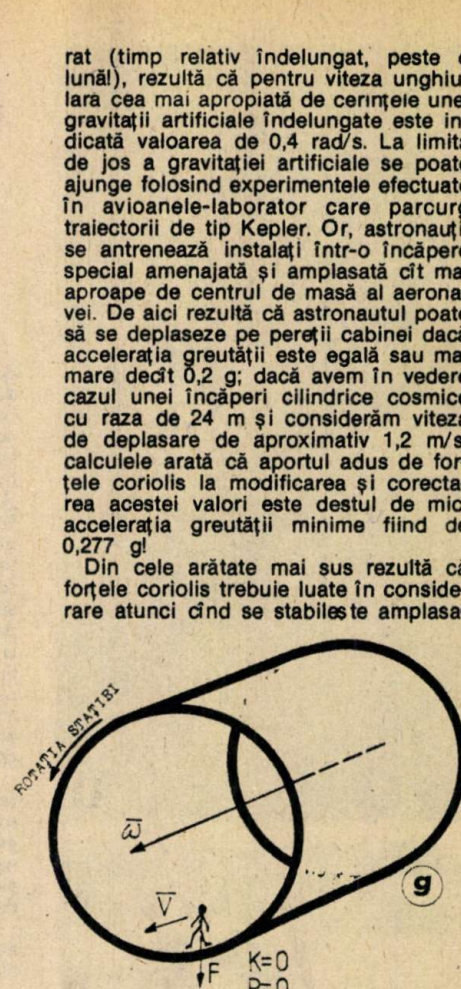 rat (timp relativ îndelungat, peste
lună!), rezultă că pentru viteza unghiu
lara cea mai apropiată de cerințele une
gravitații artificiale îndelungate este in
dicată valoarea de 0,4 rad/s. La limit
de jos a gravitației artificiale se poat
ajunge folosind experimentele efectuat
în avioanele-laborator care parcurg
traiectorii de tip Kepler. Or, astronauț
se antrenează instalați într-o încăper
special amenajată și amplasată cît ma
aproape de centrul de masă al aerona
vei. De aici rezultă că astronautul poat
să se deplaseze pe pereții cabinei dac
accelerația greutății este egală sau ma
mare decît 0,2 g; dacă avem în veder
cazul unei încăperi cilindrice cosmic
cu raza de 24 m și considerăm vitez
de deplasare de aproximativ 1,2 m/s
calculele arată că aportul adus de for
țele coriolis la modificarea și corecta
rea acestei valori este destul de mic
accelerația greutății minime fiind d
0,277 g!
Din cele arătate mai sus rezultă c
forțele coriolis trebuie luate în conside
rare atunci cînd se stabilește amplasa
ROTAȚIA STAȚIEI
ω
V
g
F
K=0
P=0